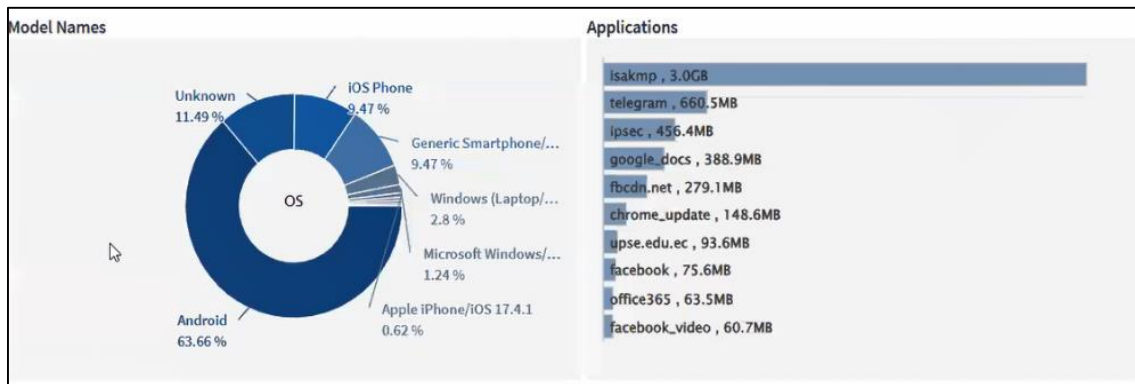 Model Names
Applications
OS
iOS Phone
9.47 %
Generic Smartphone/...
9.47 %
Windows (Laptop/...
2.8 %
Microsoft Windows/...
1.24 %
Apple iPhone/iOS 17.4.1
0.62 %
Android
63.66 %
Unknown
11.49 %
isakmp , 3.0GB
telegram , 660.5MB
ipsec , 456.4MB
google_docs , 388.9MB
fbcdn.net , 279.1MB
chrome_update , 148.6MB
upse.edu.ec , 93.6MB
facebook , 75.6MB
office365 , 63.5MB
facebook_video , 60.7MB